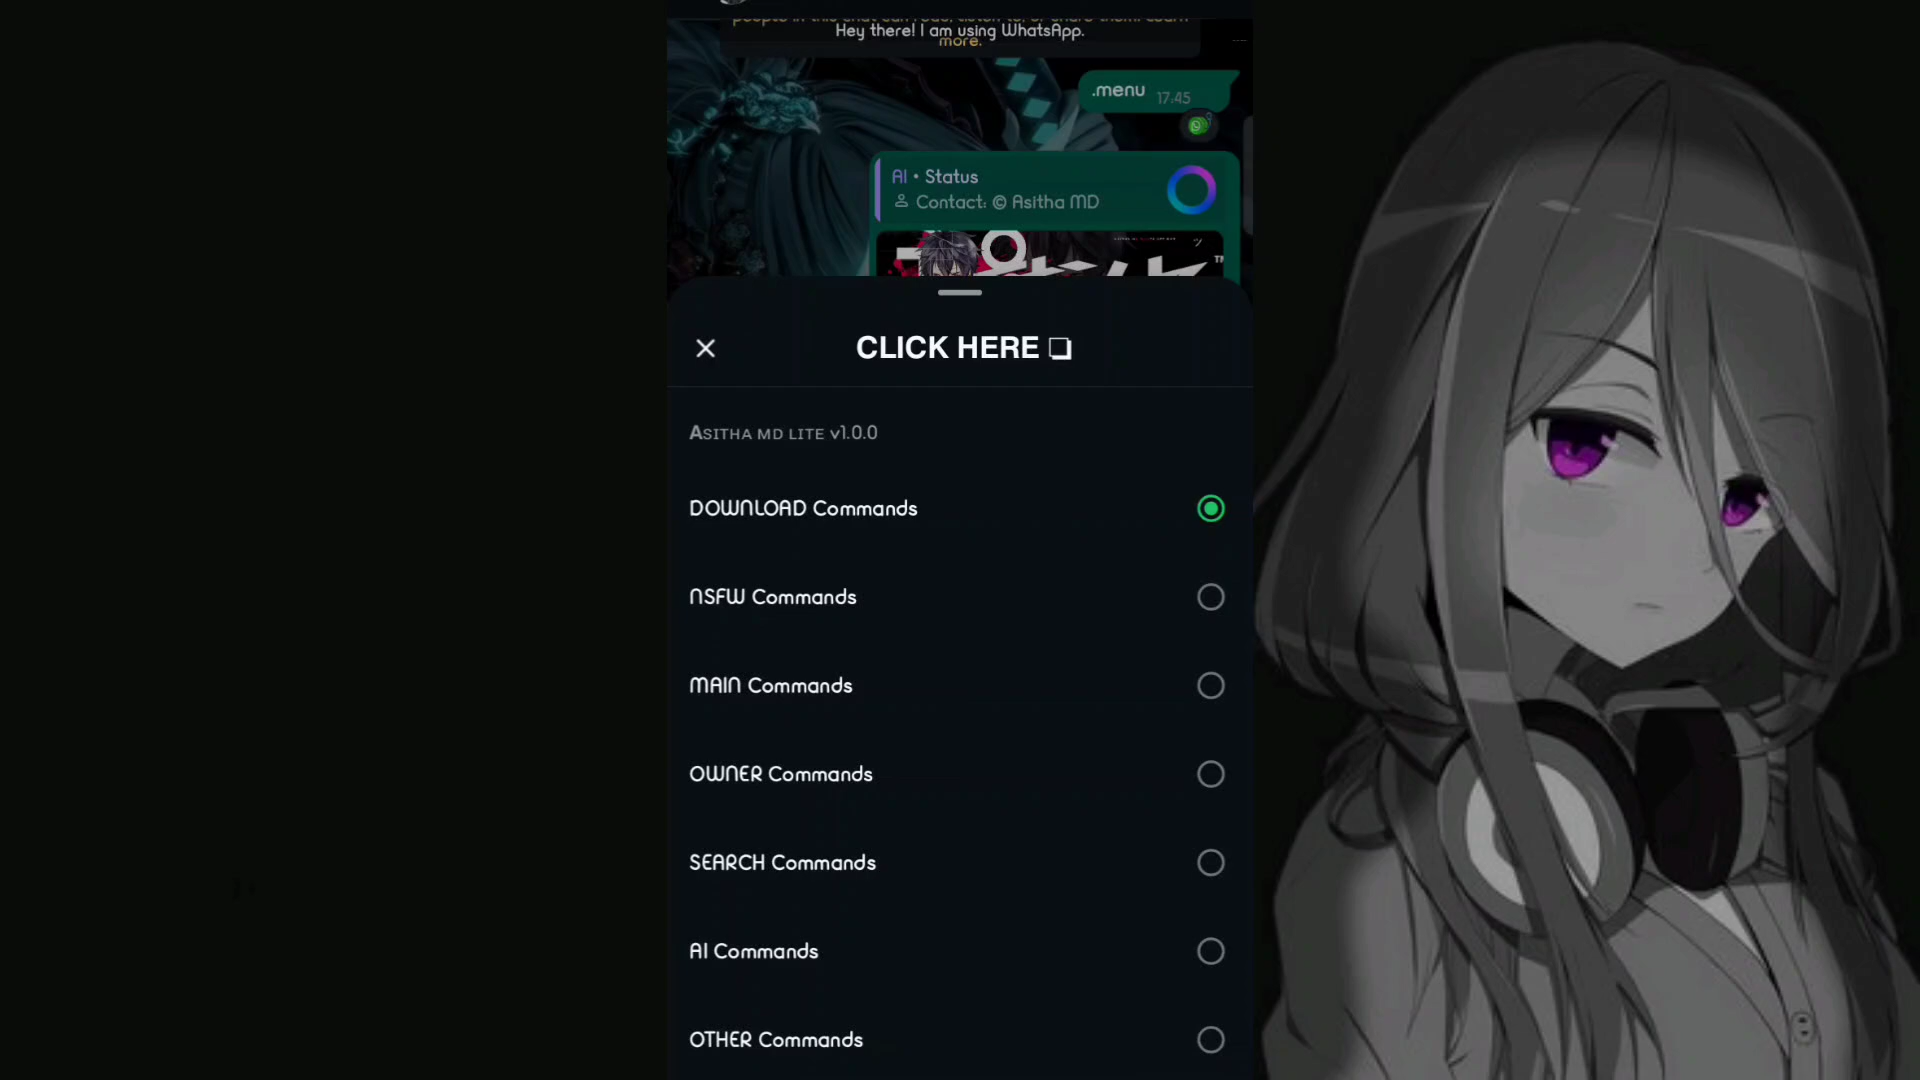 Hey there! I am using WhatsApp.
more.
.menu 17:45
AI • Status
Contact: © Asitha MD
CLICK HERE ❏
ASITHA MD LITE v1.0.0
DOWNLOAD Commands
NSFW Commands
MAIN Commands
OWNER Commands
SEARCH Commands
AI Commands
OTHER Commands